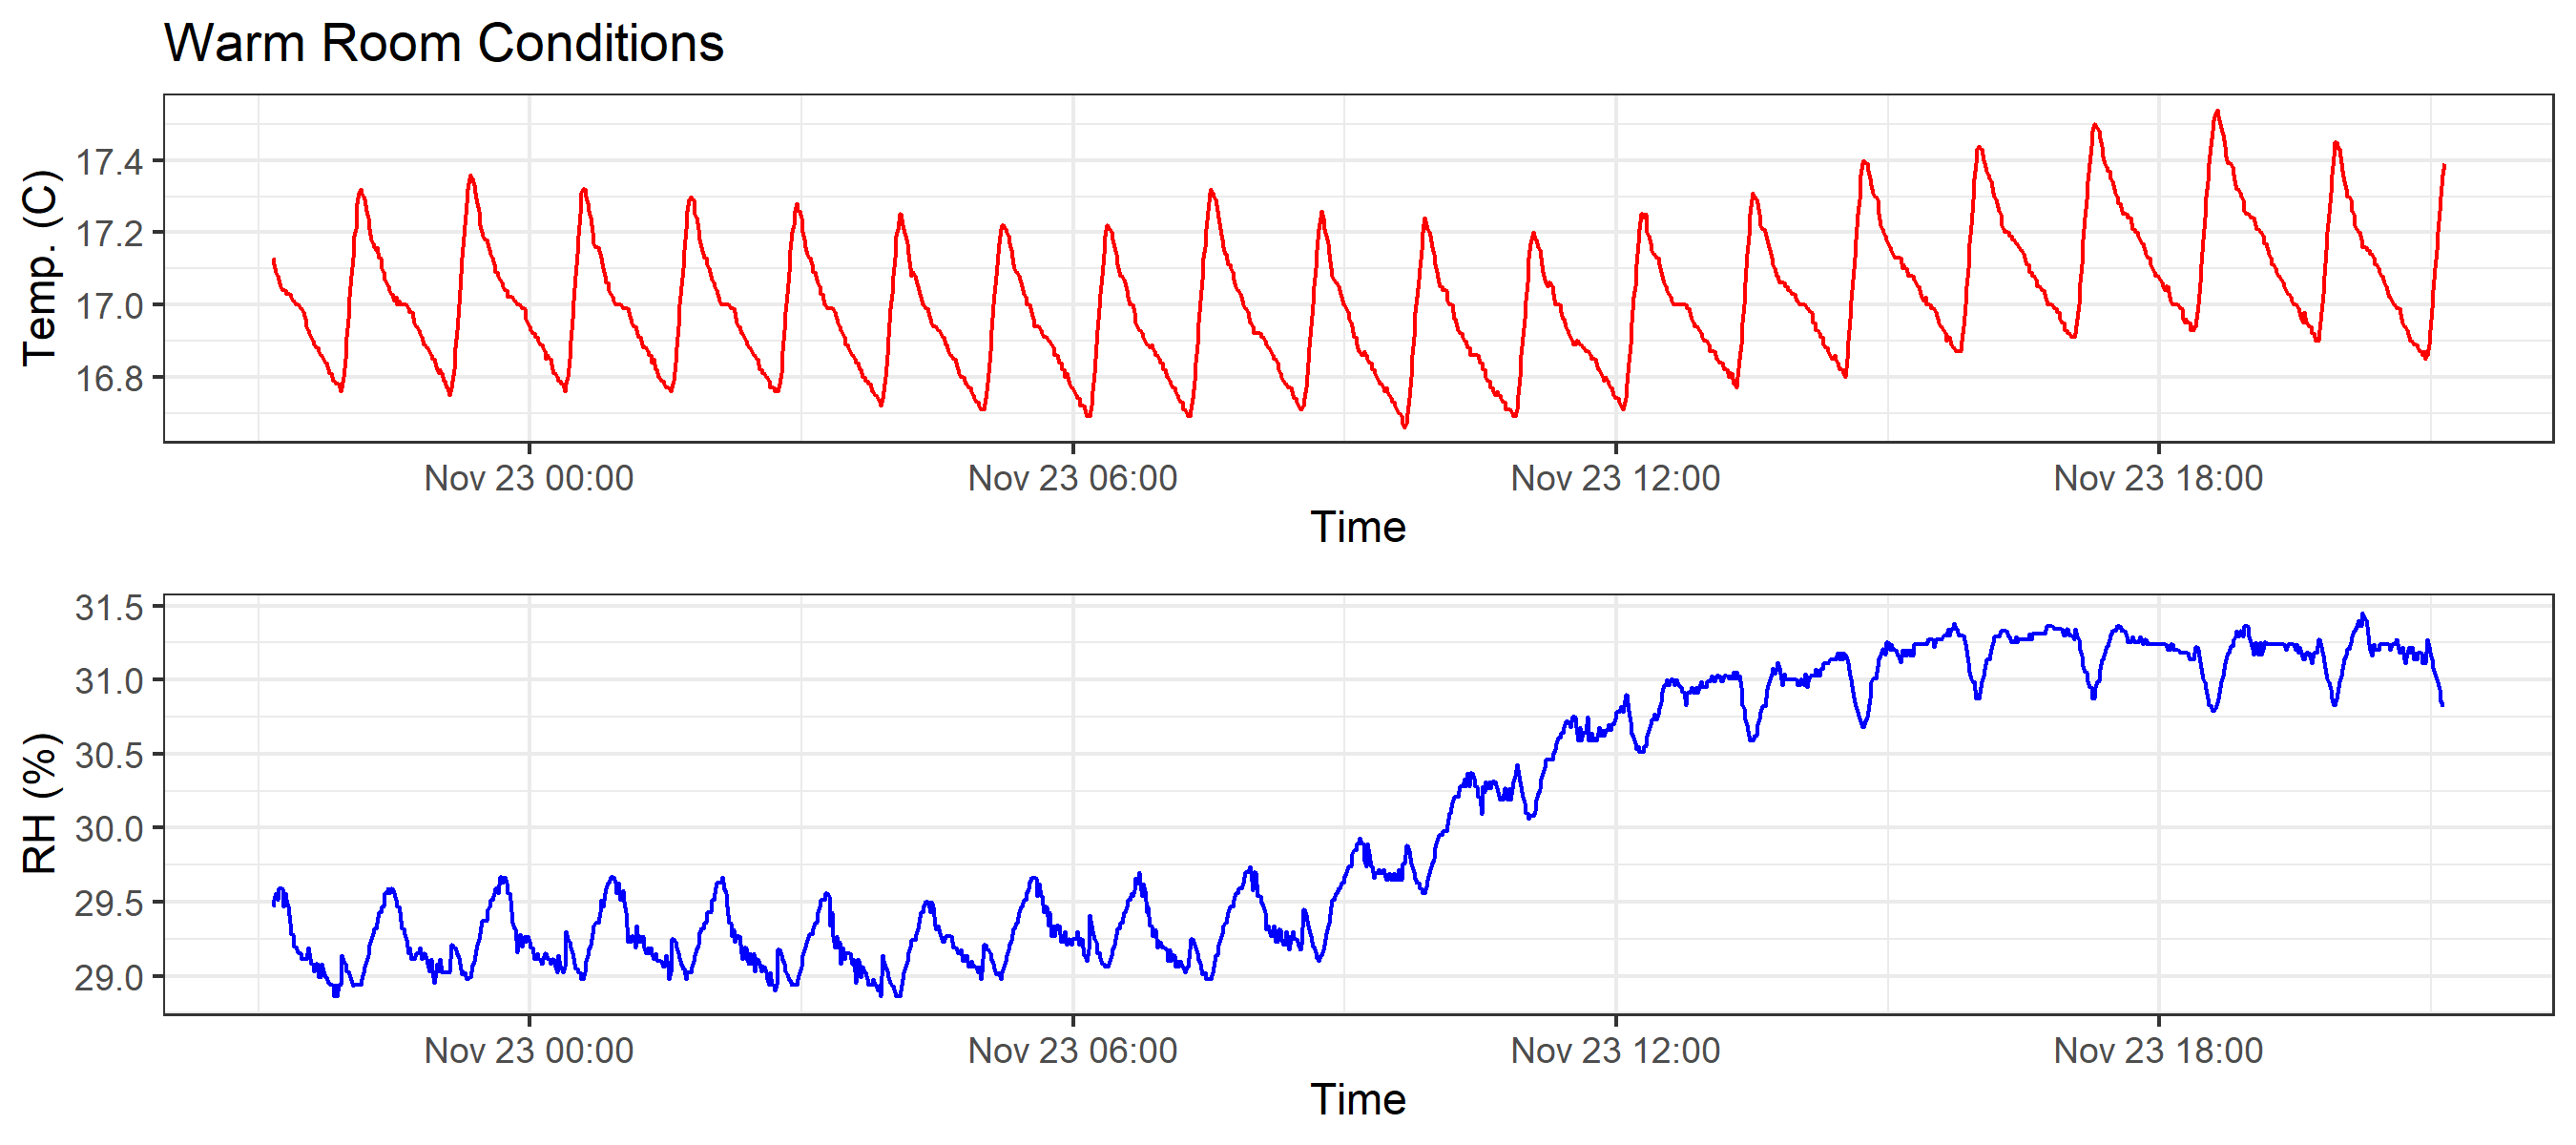 Warm Room Conditions
Temp. (C)
17.4
17.2
17.0
16.8
Nov 23 00:00 Nov 23 06:00 Nov 23 12:00 Nov 23 18:00
Time
RH (%)
31.5
31.0
30.5
30.0
29.5
29.0
Nov 23 00:00 Nov 23 06:00 Nov 23 12:00 Nov 23 18:00
Time